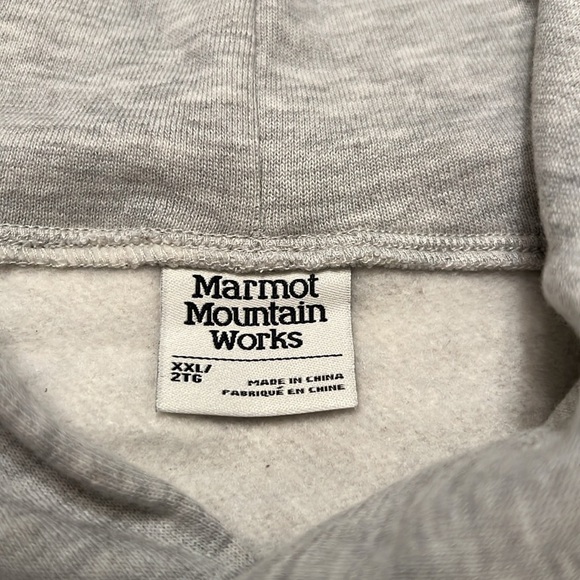 Marmot
Mountain
Works
XXL/
2TG
MADE IN CHINA
FABRIQUÉ EN CHINE